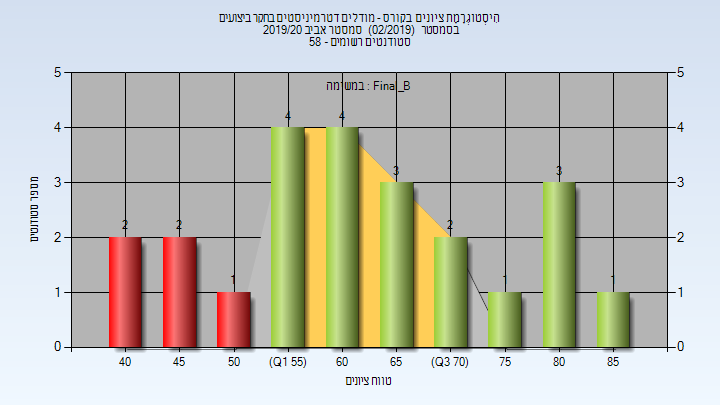 היסטוגרמת ציונים בקורס - מודלים דטרמיניסטים בחקר ביצועים
בסמסטר (02/2019) סמסטר אביב 2019/20
סטודנטים רשומים - 58
במשימה : Final_B
5 5
4 4 4 4
3 3 3 3
2 2 2 2 2
1 1 1 1 1
0 0
מספר סטודנטים
40 45 50 (Q1 55) 60 65 (Q3 70) 75 80 85
טווח ציונים